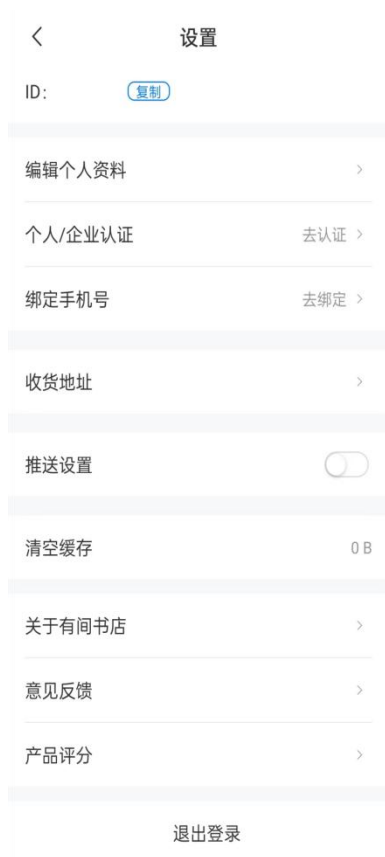 设置
ID: 复制
编辑个人资料
个人/企业认证 去认证
绑定手机号 去绑定
收货地址
推送设置
清空缓存 0 B
关于有间书店
意见反馈
产品评分
退出登录